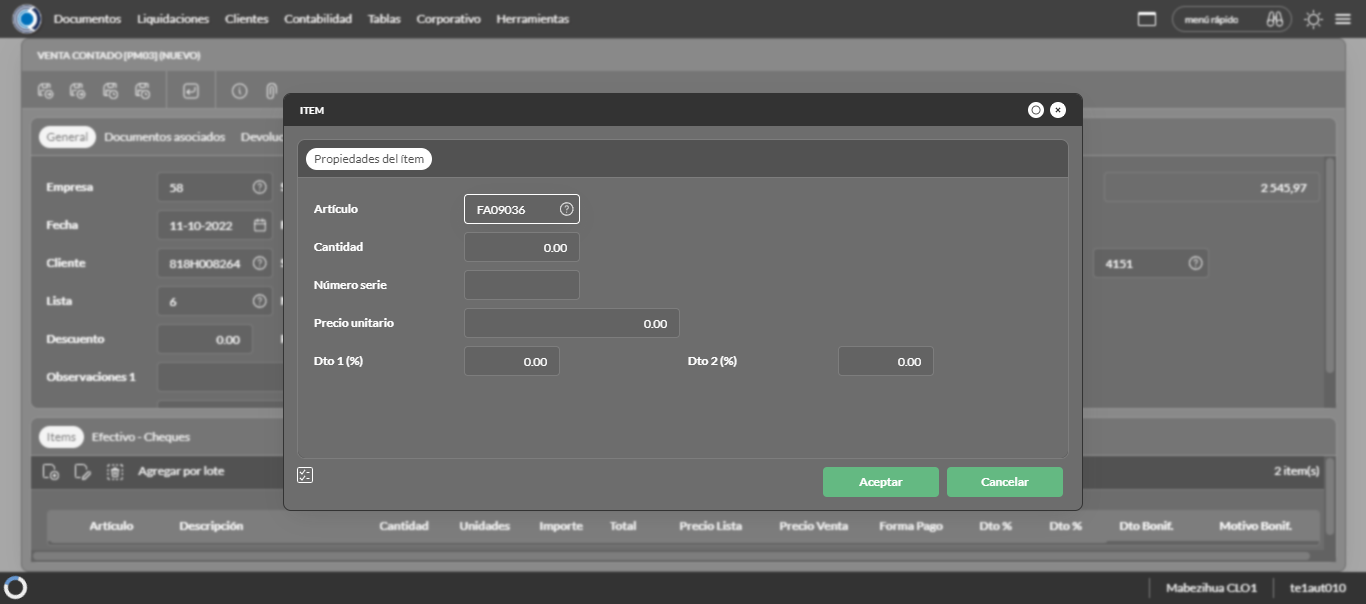 Documentos Liquidaciones Clientes Contabilidad Tablas Corporativo Herramientas menú rápido
VENTA CONTADO [PM03] (NUEVO)
ITEM
General Documentos asociados
Propiedades del ítem
Empresa 58
2 545,97
Artículo FA09036
Fecha 11-10-2022
Cantidad 0.00
Cliente 818H008264
4151
Número serie
Lista 6
Precio unitario 0.00
Descuento 0.00
Dto 1 (%) 0.00 Dto 2 (%) 0.00
Observaciones 1
Items Efectivo - Cheques
Agregar por lote
2 item(s)
Aceptar Cancelar
Artículo Descripción Cantidad Unidades Importe Total Precio Lista Precio Venta Forma Pago Dto % Dto % Dto Bonif. Motivo Bonif.
Mabezihua CLO1 te1aut010